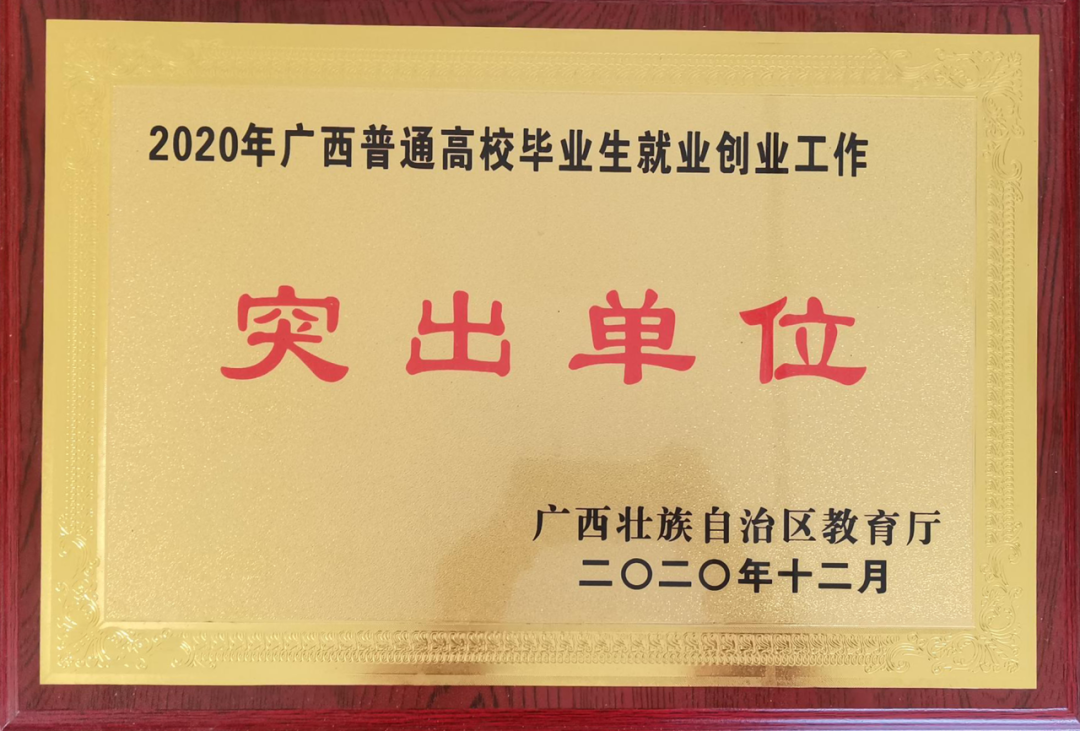 2020年广西普通高校毕业生就业创业工作
突出单位
广西壮族自治区教育厅
二〇二〇年十二月